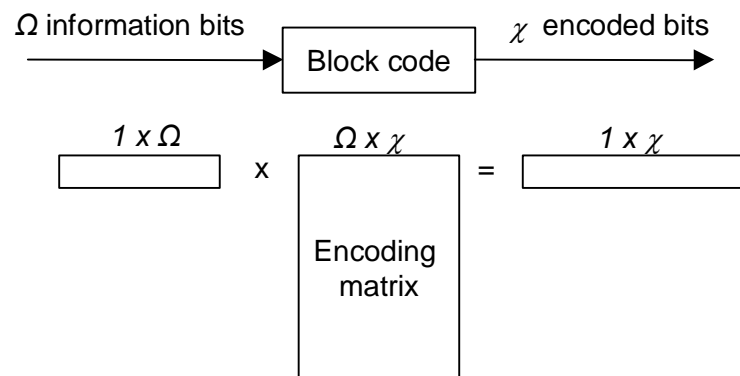 Ω information bits
χ encoded bits
Block code
1 x Ω
Ω x χ
1 x χ
x
=
Encoding
matrix